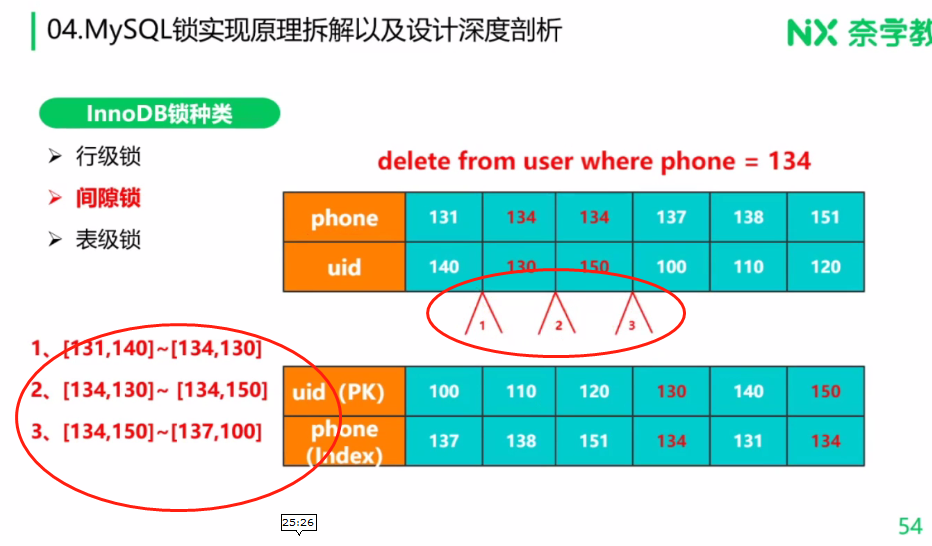 04.MySQL锁实现原理拆解以及设计深度剖析
NX 奈学教
InnoDB锁种类
行级锁
间隙锁
表级锁
delete from user where phone = 134
phone 131 134 134 137 138 151
uid 140 130 150 100 110 120
1 2 3
1、[131,140]~[134,130]
2、[134,130]~ [134,150]
3、[134,150]~[137,100]
uid（PK） 100 110 120 130 140 150
phone
（Index） 137 138 151 134 131 134
25:26
54